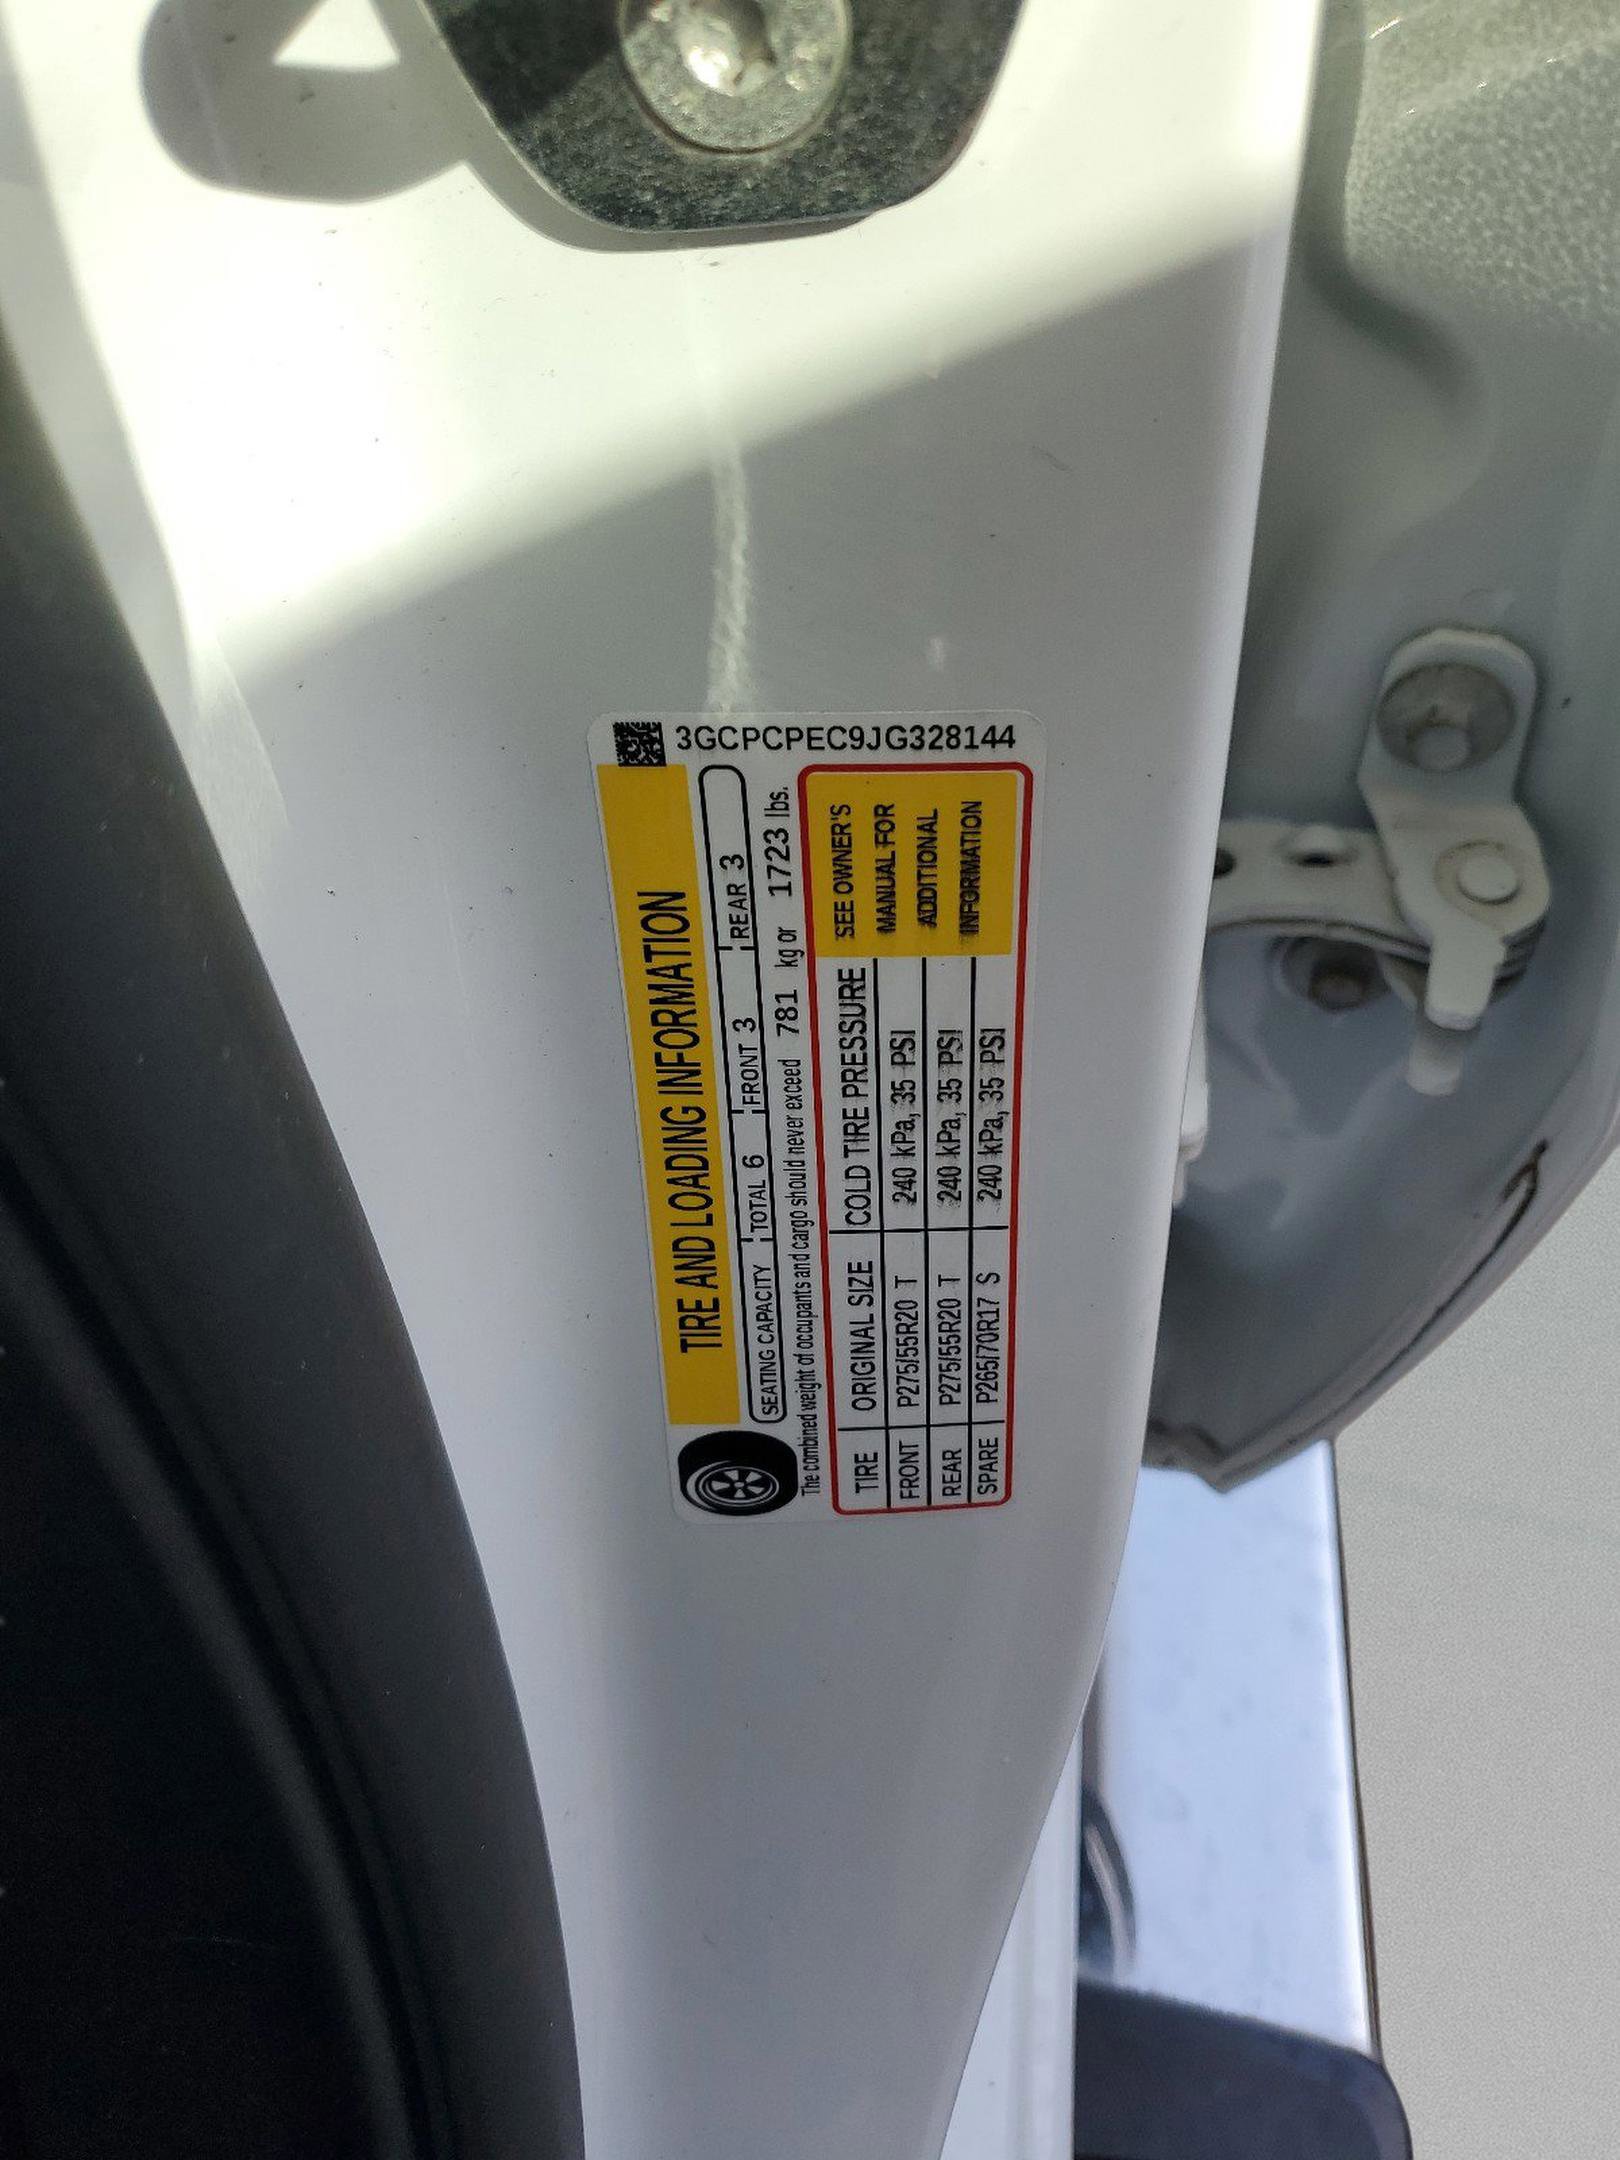 3GCPCPEC9JG328144
TIRE AND LOADING INFORMATION
SEATING CAPACITY TOTAL 6 FRONT 3 REAR 3
The combined weight of occupants and cargo should never exceed 781 kg or 1723 lbs.
TIRE ORIGINAL SIZE COLD TIRE PRESSURE
FRONT P275/55R20 T 240 kPa, 35 PSI
REAR P275/55R20 T 240 kPa, 35 PSI
SPARE P265/70R17 S 240 kPa, 35 PSI
SEE OWNER'S
MANUAL FOR
ADDITIONAL
INFORMATION